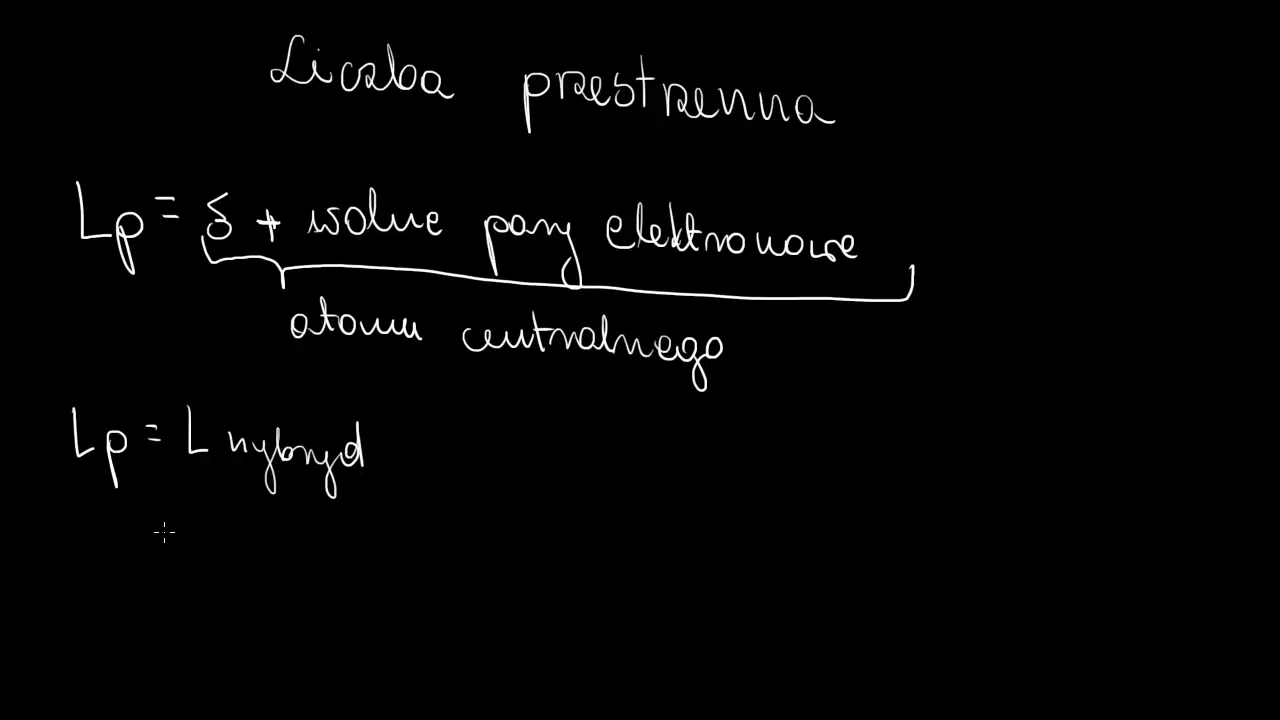 Liczba przestrzenna
Lp = δ + wolne pary elektronowe
atomu centralnego
Lp = L hybryd